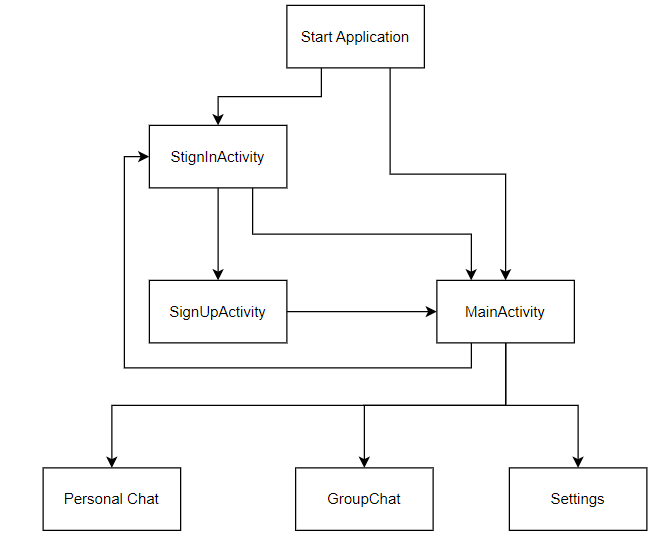 Start Application
StignInActivity
SignUpActivity
MainActivity
Personal Chat
GroupChat
Settings